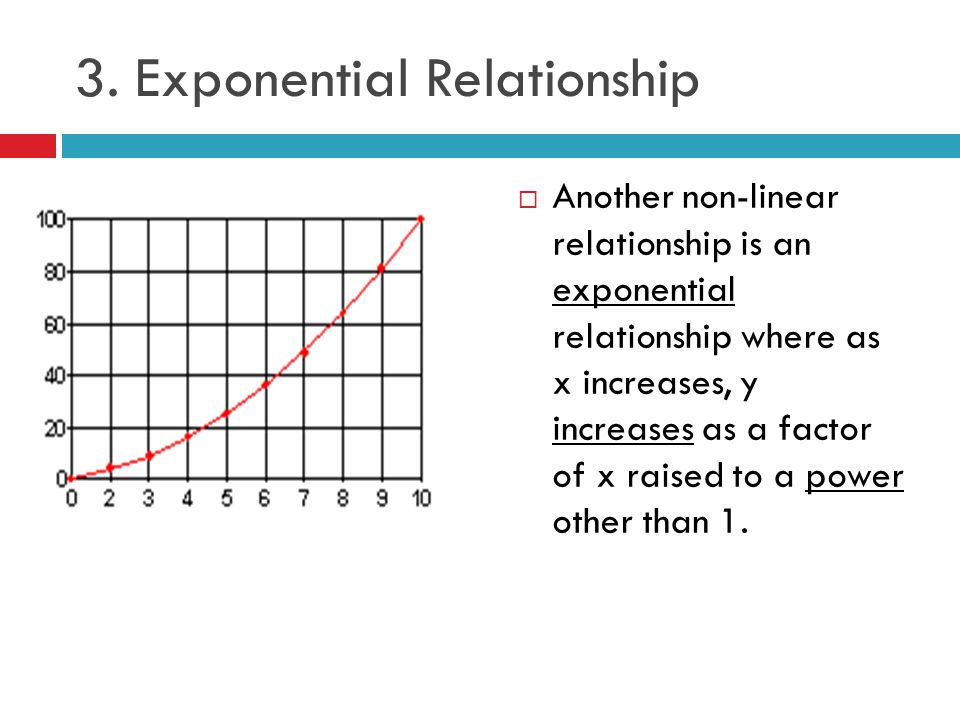 3. Exponential Relationship
Another non-linear
relationship is an
exponential
relationship where as
x increases, y
increases as a factor
of x raised to a power
other than 1.
100
80
60
40
20
0
0 2 3 4 5 6 7 8 9 10